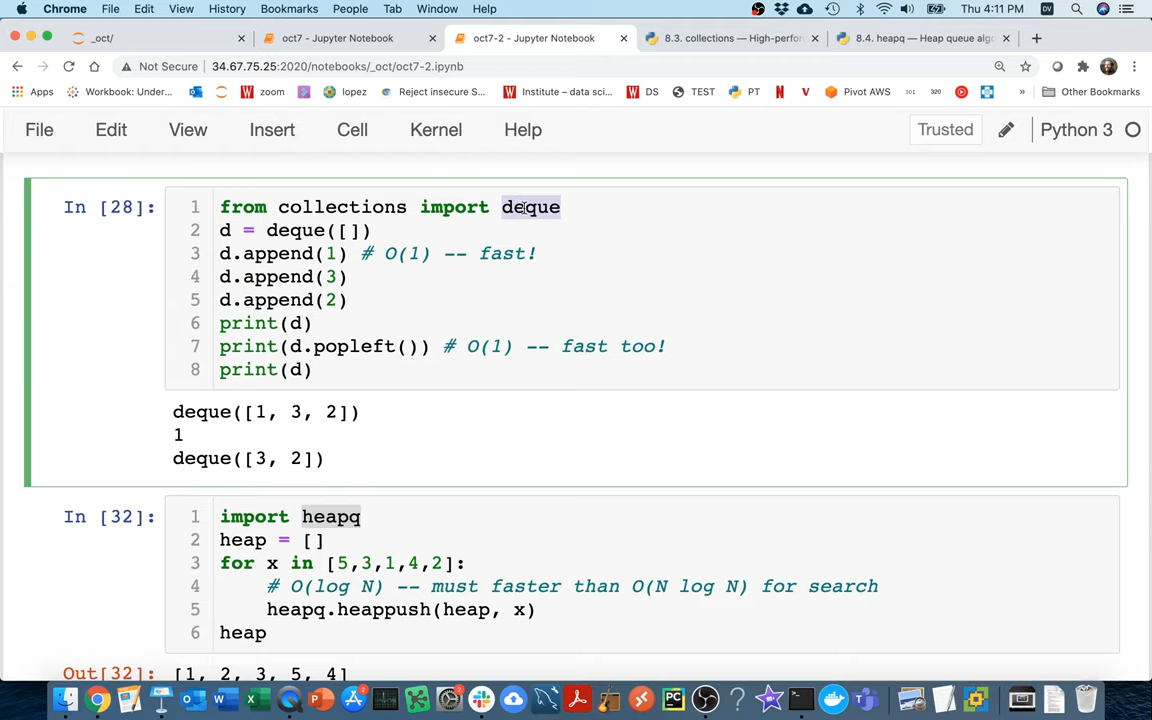 Chrome File Edit View History Bookmarks People Tab Window Help Thu 4:11 PM DV
_oct/ oct7 - Jupyter Notebook oct7-2 - Jupyter Notebook 8.3. collections — High-perfor 8.4. heapq — Heap queue algo
Not Secure 34.67.75.25:2020/notebooks/_oct/oct7-2.ipynb
Apps Workbook: Under... zoom lopez Reject insecure S... Institute – data sci... DS TEST PT Pivot AWS 301 320 » Other Bookmarks
File Edit View Insert Cell Kernel Help Trusted Python 3
In [28]: 1 from collections import deque
2 d = deque([])
3 d.append(1) # O(1) -- fast!
4 d.append(3)
5 d.append(2)
6 print(d)
7 print(d.popleft()) # O(1) -- fast too!
8 print(d)
deque([1, 3, 2])
1
deque([3, 2])
In [32]: 1 import heapq
2 heap = []
3 for x in [5,3,1,4,2]:
4 # O(log N) -- must faster than O(N log N) for search
5 heapq.heappush(heap, x)
6 heap
Out[32]: [1, 2, 3, 5, 4]